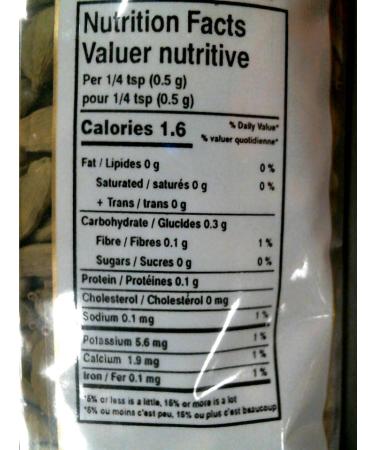 Nutrition Facts
Valuer nutritive
Per 1/4 tsp (0.5 g)
pour 1/4 tsp (0.5 g)
Calories 1.6 % Daily Value*
% valeur quotidienne*
Fat / Lipides 0 g 0 %
Saturated / saturés 0 g 0 %
+ Trans / trans 0 g
Carbohydrate / Glucides 0.3 g
Fibre / Fibres 0.1 g 1 %
Sugars / Sucres 0 g 0 %
Protein / Protéines 0.1 g
Cholesterol / Cholestérol 0 mg
Sodium 0.1 mg 1 %
Potassium 5.6 mg 1 %
Calcium 1.9 mg 1 %
Iron / Fer 0.1 mg 1 %
*5% or less is a little, 15% or more is a lot
*5% ou moins c'est peu, 15% ou plus c'est beaucoup